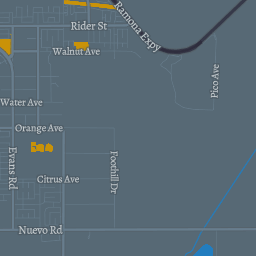 Rider St
Ramona Expy
Walnut Ave
Pico Ave
Water Ave
Orange Ave
Evans Rd
Citrus Ave
Foothill Dr
Nuevo Rd